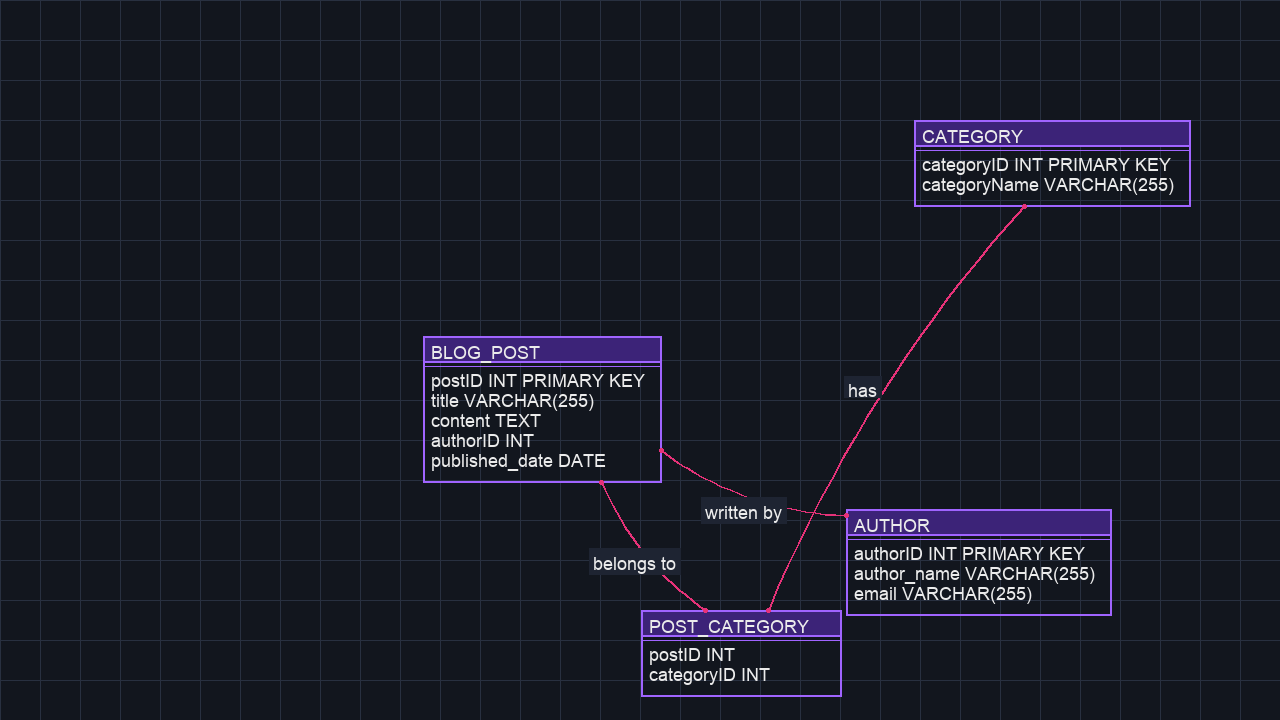 CATEGORY
categoryID INT PRIMARY KEY
categoryName VARCHAR(255)
BLOG_POST
postID INT PRIMARY KEY
title VARCHAR(255)
content TEXT
authorID INT
published_date DATE
has
written by
belongs to
AUTHOR
authorID INT PRIMARY KEY
author_name VARCHAR(255)
email VARCHAR(255)
POST_CATEGORY
postID INT
categoryID INT